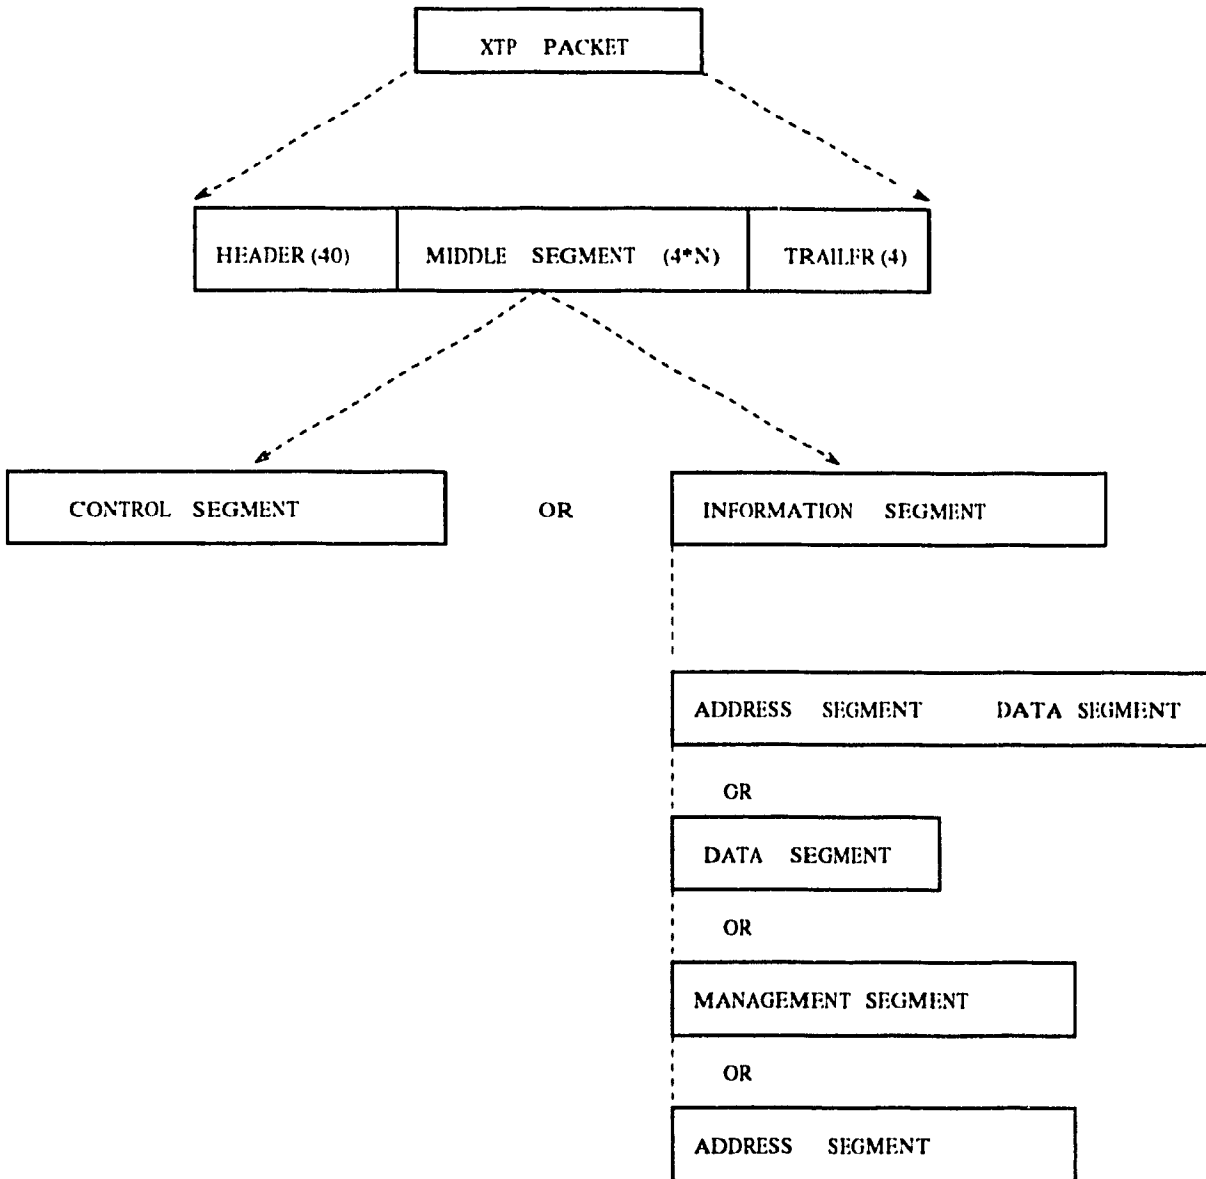 XTP PACKET
HEADER (40) MIDDLE SEGMENT (4*N) TRAILER (4)
CONTROL SEGMENT OR INFORMATION SEGMENT
ADDRESS SEGMENT DATA SEGMENT
OR
DATA SEGMENT
OR
MANAGEMENT SEGMENT
OR
ADDRESS SEGMENT